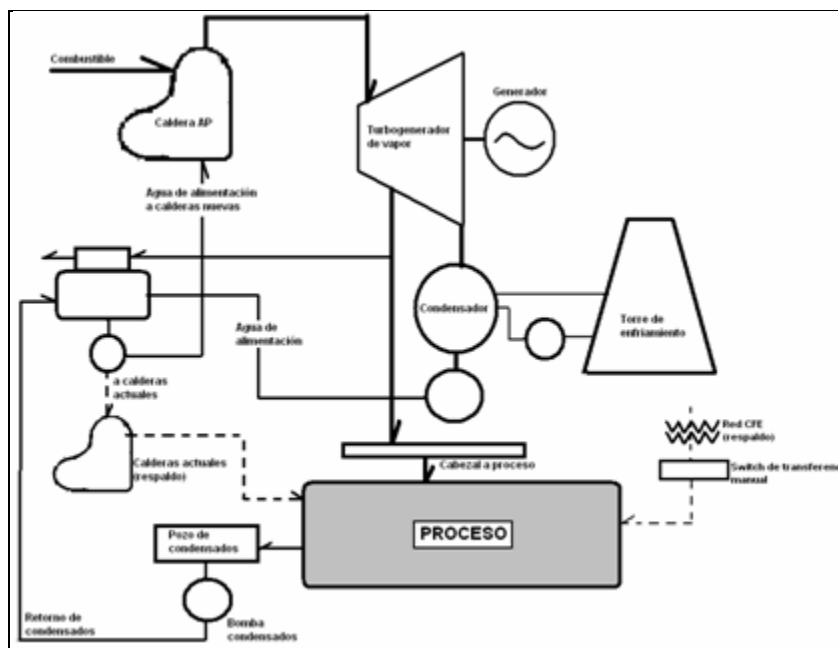 Combustible
Caldera AP
Generador
Turbogenerador
de vapor
Agua de alimentación
a calderas nuevas
Condensador
Torre de
enfriamiento
Agua de
alimentación
a calderas
actuales
Red CFE
(respaldo)
Calderas actuales
(respaldo)
Cabezal a proceso
Switch de transferenc
manual
PROCESO
Pozo de
condensados
Retorno de
condensados
Bomba
condensados